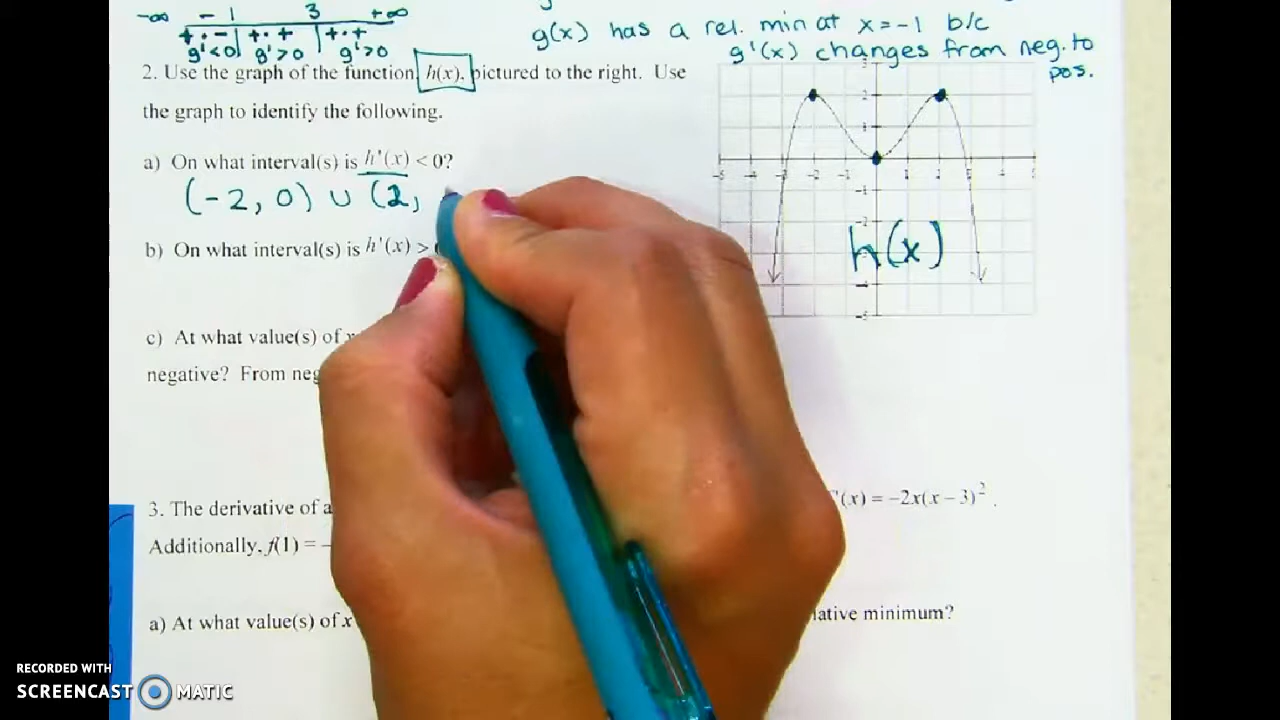 -∞ - 1 3 +∞
+ · - + · + + · +
g'<0 g'>0 g'>0
g(x) has a rel. min at x=-1 b/c
g'(x) changes from neg. to
pos.
2. Use the graph of the function h(x), pictured to the right. Use
the graph to identify the following.
a) On what interval(s) is h'(x) < 0?
(-2, 0) ∪ (2,
b) On what interval(s) is h'(x) >
h(x)
c) At what value(s) of
negative? From neg
3. The derivative of a
'(x) = -2x(x - 3)².
Additionally, f(1) = -
a) At what value(s) of x
lative minimum?
RECORDED WITH
SCREENCAST MATIC